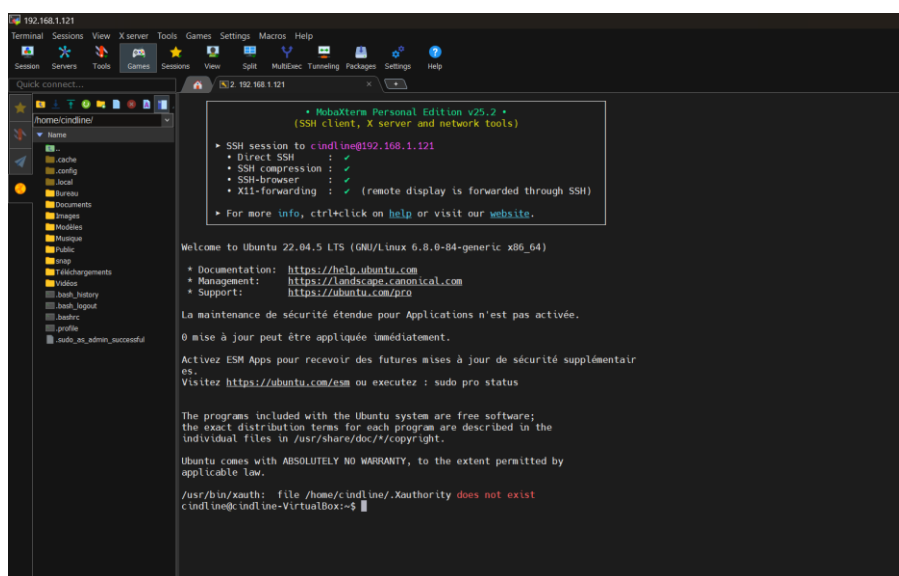 192.168.1.121
Terminal Sessions View X server Tools Games Settings Macros Help
Session Servers Tools Games Sessions View Split MultiExec Tunneling Packages Settings Help
Quick connect...
2. 192.168.1.121
/home/cindline/
Name
..
.cache
.config
.local
Bureau
Documents
Images
Modèles
Musique
Public
snap
Téléchargements
Vidéos
.bash_history
.bash_logout
.bashrc
.profile
.sudo_as_admin_successful
• MobaXterm Personal Edition v25.2 •
(SSH client, X server and network tools)
► SSH session to cindline@192.168.1.121
• Direct SSH : ✔
• SSH compression : ✔
• SSH-browser : ✔
• X11-forwarding : ✔ (remote display is forwarded through SSH)
► For more info, ctrl+click on help or visit our website.
Welcome to Ubuntu 22.04.5 LTS (GNU/Linux 6.8.0-84-generic x86_64)
* Documentation: https://help.ubuntu.com
* Management: https://landscape.canonical.com
* Support: https://ubuntu.com/pro
La maintenance de sécurité étendue pour Applications n'est pas activée.
0 mise à jour peut être appliquée immédiatement.
Activez ESM Apps pour recevoir des futures mises à jour de sécurité supplémentair
es.
Visitez https://ubuntu.com/esm ou executez : sudo pro status
The programs included with the Ubuntu system are free software;
the exact distribution terms for each program are described in the
individual files in /usr/share/doc/*/copyright.
Ubuntu comes with ABSOLUTELY NO WARRANTY, to the extent permitted by
applicable law.
/usr/bin/xauth: file /home/cindline/.Xauthority does not exist
cindline@cindline-VirtualBox:~$